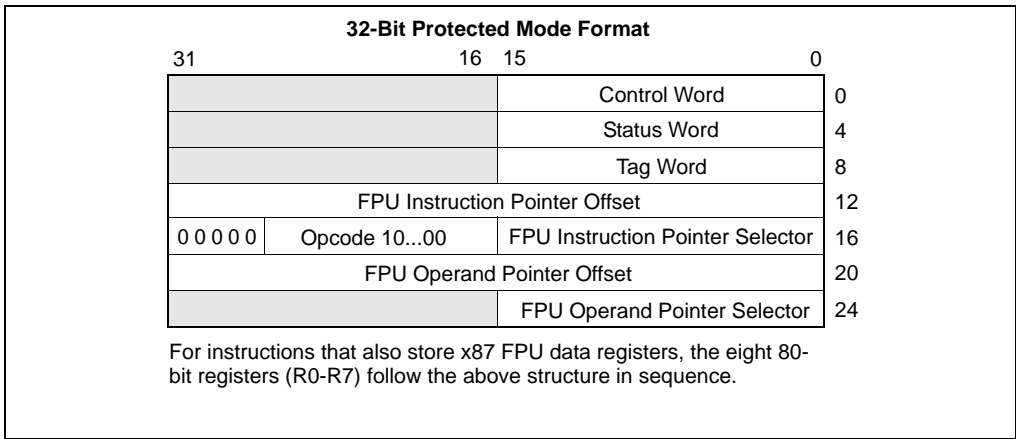 32-Bit Protected Mode Format
31 16 15 0
Control Word 0
Status Word 4
Tag Word 8
FPU Instruction Pointer Offset 12
0 0 0 0 0 Opcode 10...00 FPU Instruction Pointer Selector 16
FPU Operand Pointer Offset 20
FPU Operand Pointer Selector 24
For instructions that also store x87 FPU data registers, the eight 80-
bit registers (R0-R7) follow the above structure in sequence.